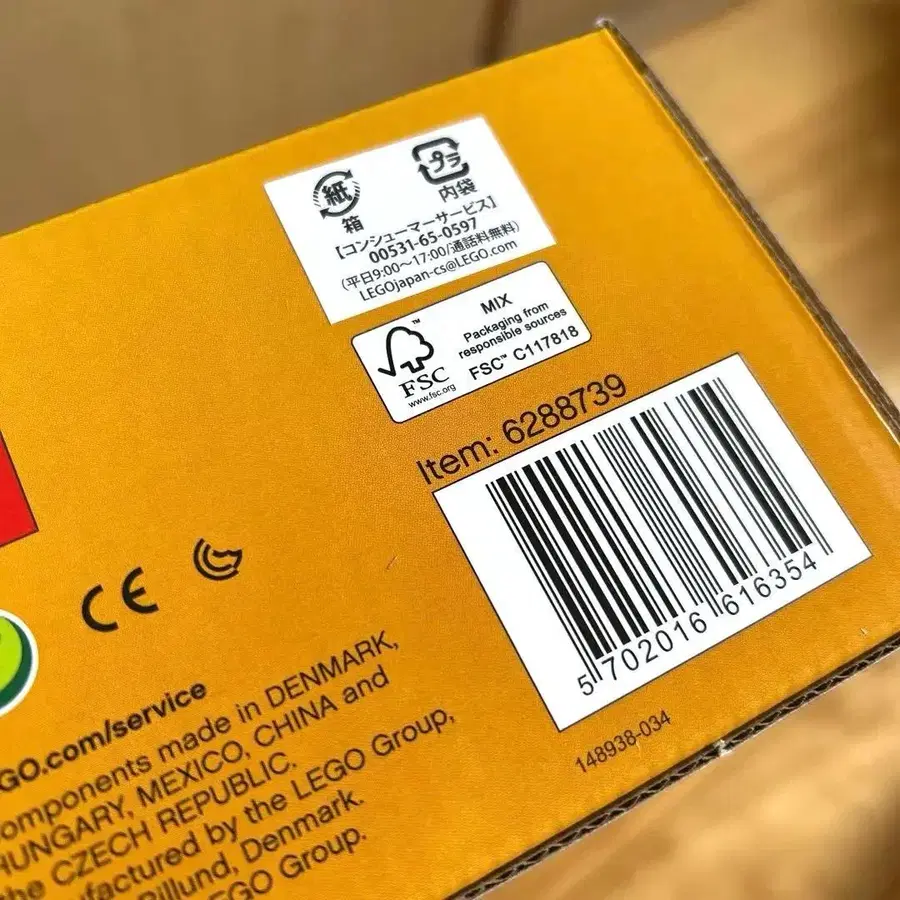 紙
箱
プラ
内袋
【コンシューマーサービス】
00531-65-0597
(平日9:00～17:00/通話料無料)
LEGOjapan-cs@LEGO.com
FSC
www.fsc.org
MIX
Packaging from
responsible sources
FSC™ C117818
Item: 6288739
5 702016 616354
148938-034
CE
GO.com/service
omponents made in DENMARK,
HUNGARY, MEXICO, CHINA and
the CZECH REPUBLIC.
ufactured by the LEGO Group,
Billund, Denmark.
LEGO Group.